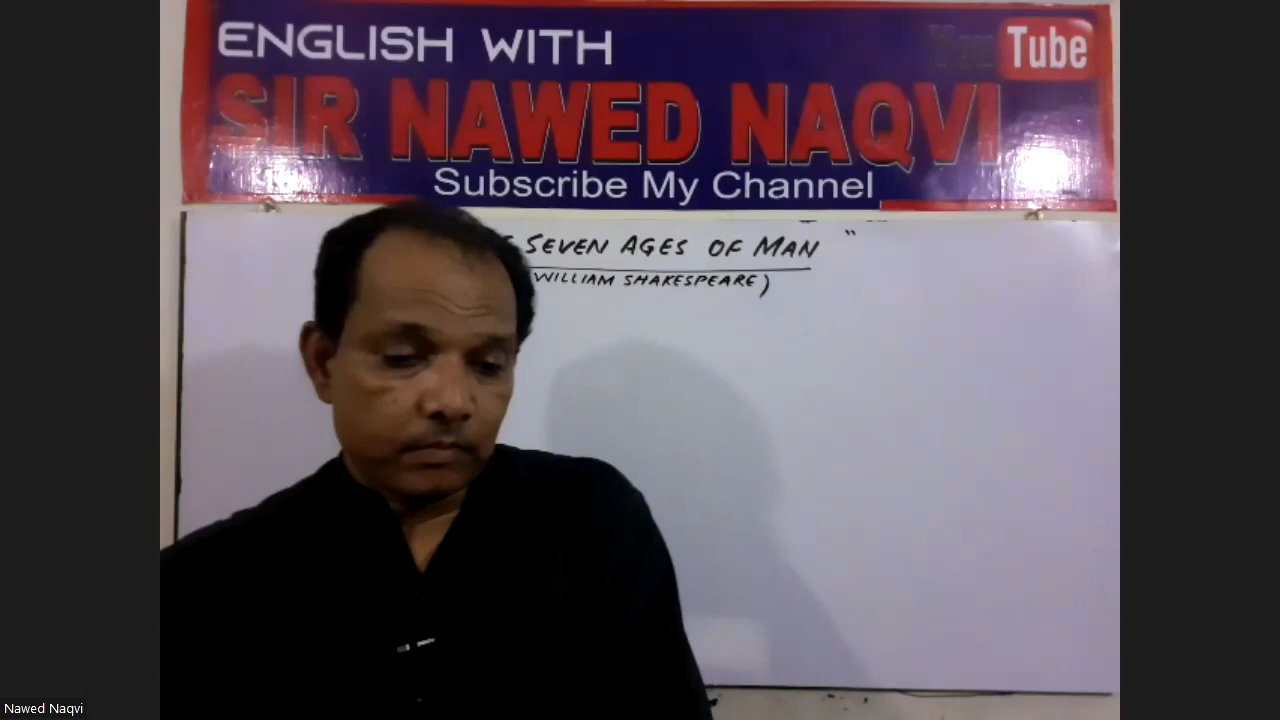 ENGLISH WITH
Tube
SIR NAWED NAQVI
Subscribe My Channel
SEVEN AGES OF MAN "
(WILLIAM SHAKESPEARE)
Nawed Naqvi